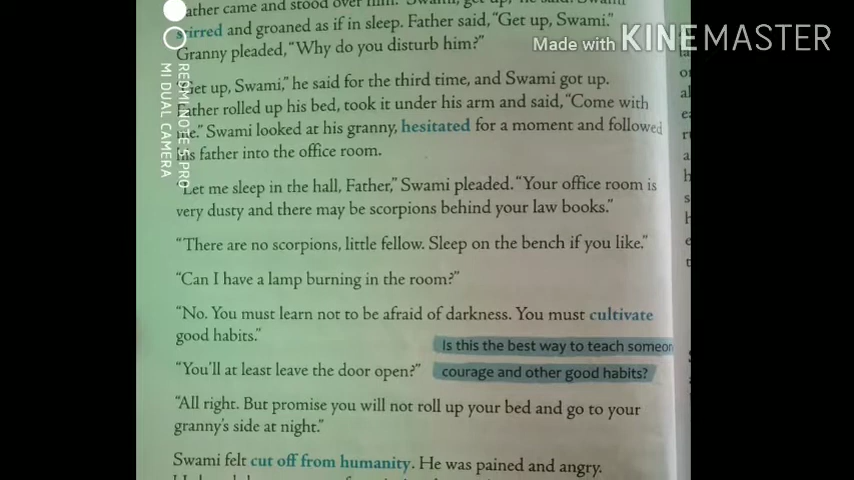 ather came and stood over him. "Swami, get up," he said. Swami
stirred and groaned as if in sleep. Father said, "Get up, Swami."
Granny pleaded, "Why do you disturb him?"
Made with KINEMASTER
"Get up, Swami," he said for the third time, and Swami got up.
Father rolled up his bed, took it under his arm and said, "Come with
me." Swami looked at his granny, hesitated for a moment and followed
his father into the office room.
"Let me sleep in the hall, Father," Swami pleaded. "Your office room is
very dusty and there may be scorpions behind your law books."
"There are no scorpions, little fellow. Sleep on the bench if you like."
"Can I have a lamp burning in the room?"
"No. You must learn not to be afraid of darkness. You must cultivate
good habits."
Is this the best way to teach someon
courage and other good habits?
"You'll at least leave the door open?"
"All right. But promise you will not roll up your bed and go to your
granny's side at night."
Swami felt cut off from humanity. He was pained and angry.
REDMI NOTE 5 PRO
MI DUAL CAMERA